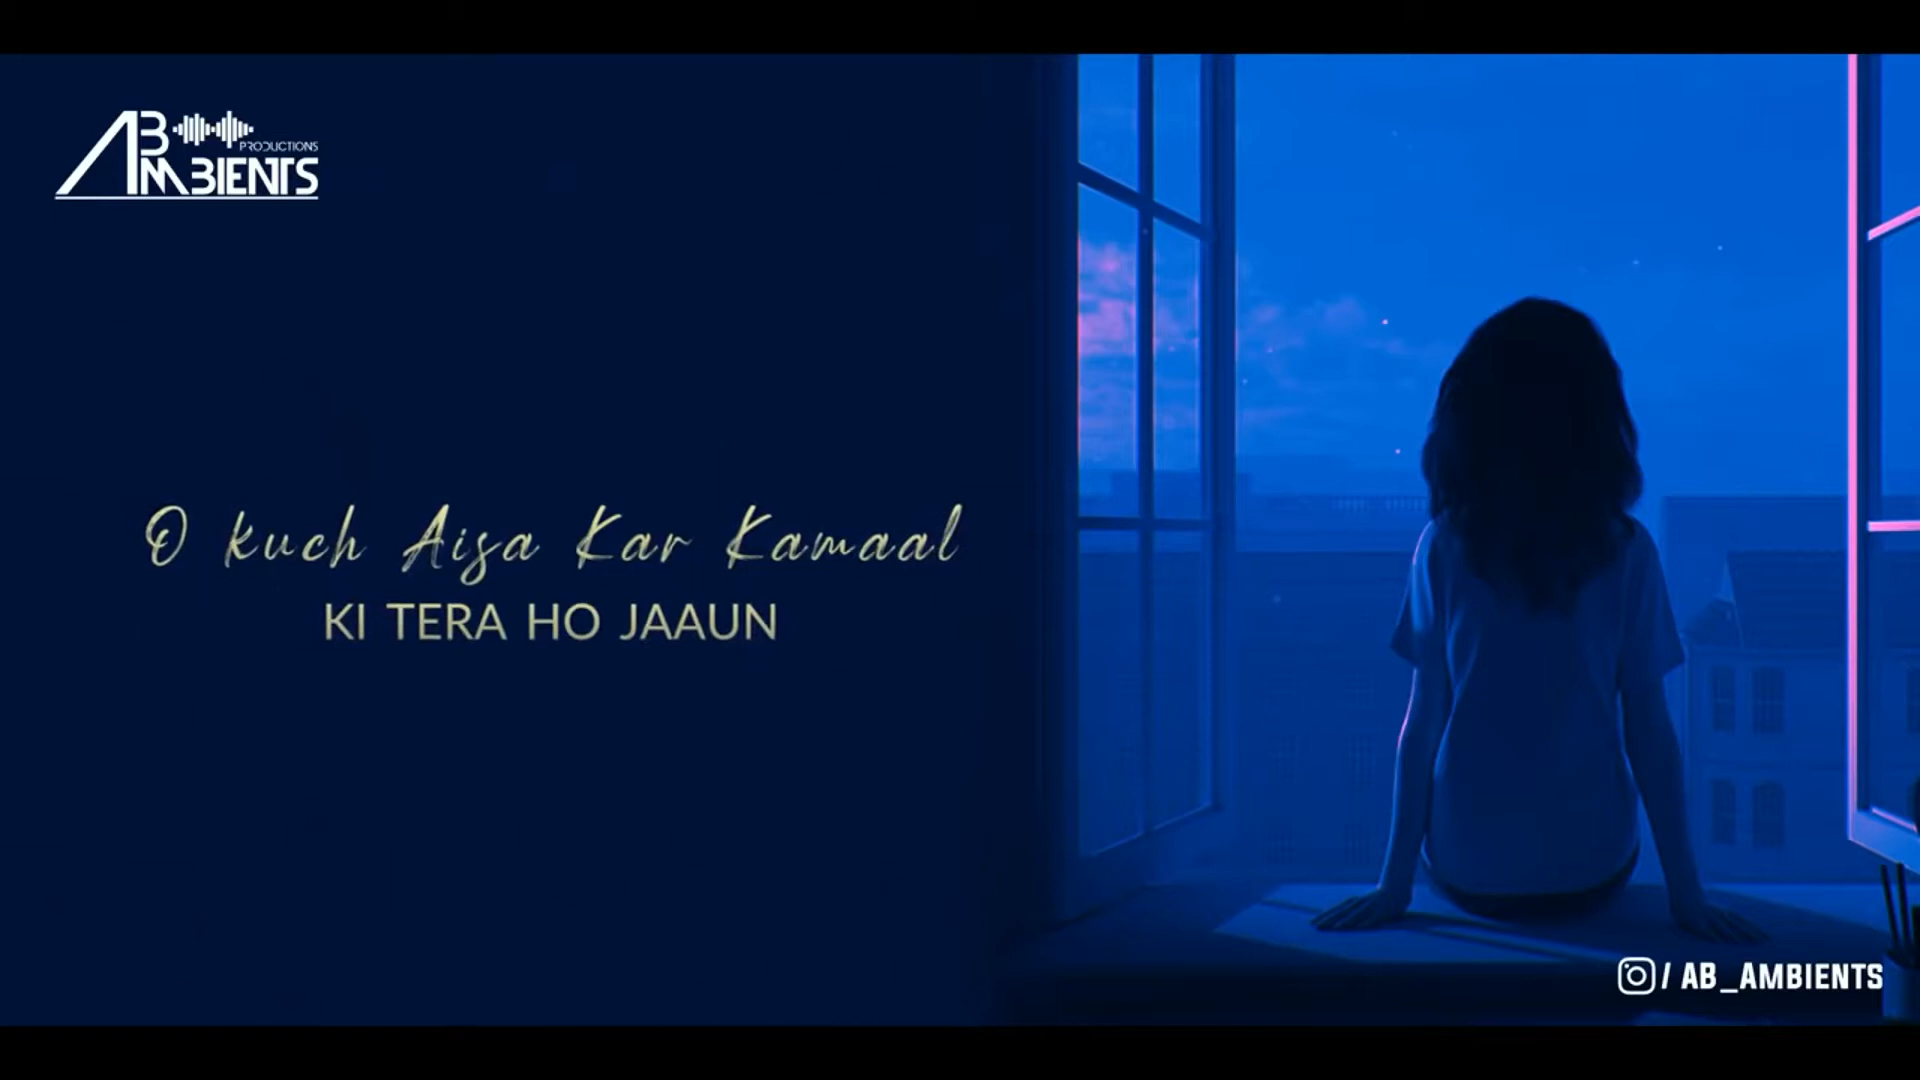 AB
PRODUCTIONS
AMBIENTS
O kuch Aisa Kar Kamaal
KI TERA HO JAAUN
/ AB_AMBIENTS